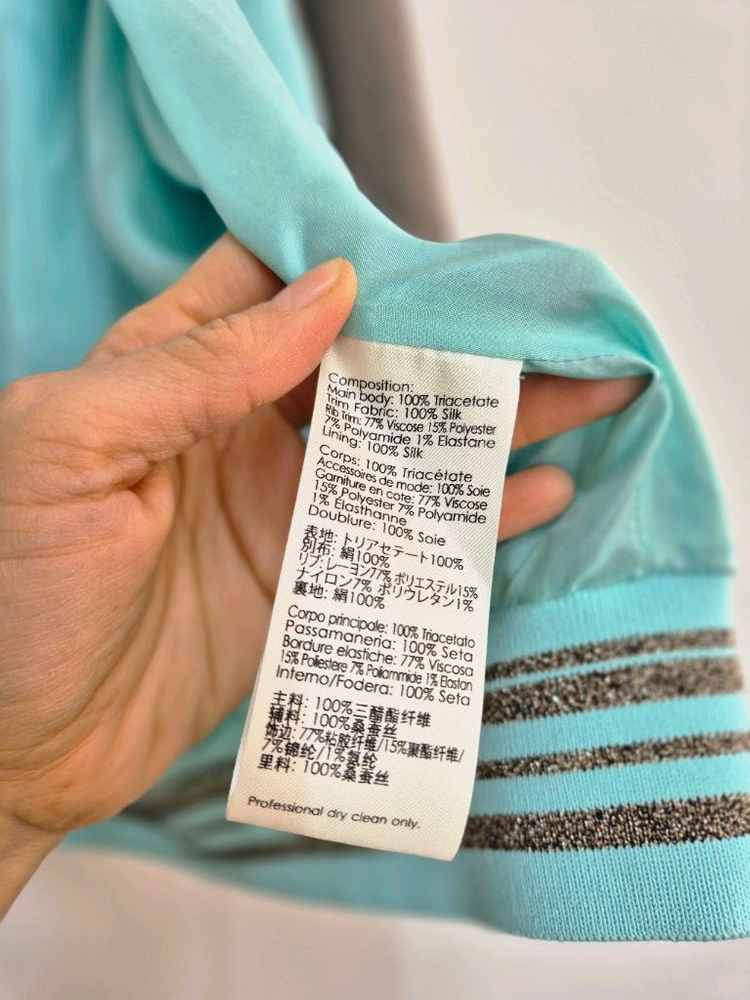 Composition:
Main body: 100% Triacetate
Trim Fabric: 100% Silk
Rib Trim: 77% Viscose 15% Polyester
7% Polyamide 1% Elastane
Lining: 100% Silk
Corps: 100% Triacétate
Accessoires de mode: 100% Soie
Garniture en cote: 77% Viscose
15% Polyester 7% Polyamide
1% Élasthanne
Doublure: 100% Soie
表地: トリアセテート100%
別布: 絹100%
リブ: レーヨン77% ポリエステル15%
ナイロン7% ポリウレタン1%
裏地: 絹100%
Corpo principale: 100% Triacetato
Passamaneria: 100% Seta
Bordure elastiche: 77% Viscosa
15% Poliestere 7% Poliammide 1% Elastan
Interno/Fodera: 100% Seta
主料: 100%三醋酯纤维
辅料: 100%桑蚕丝
饰边: 77%粘胶纤维/15%聚酯纤维/
7%锦纶/1%氨纶
里料: 100%桑蚕丝
Professional dry clean only.